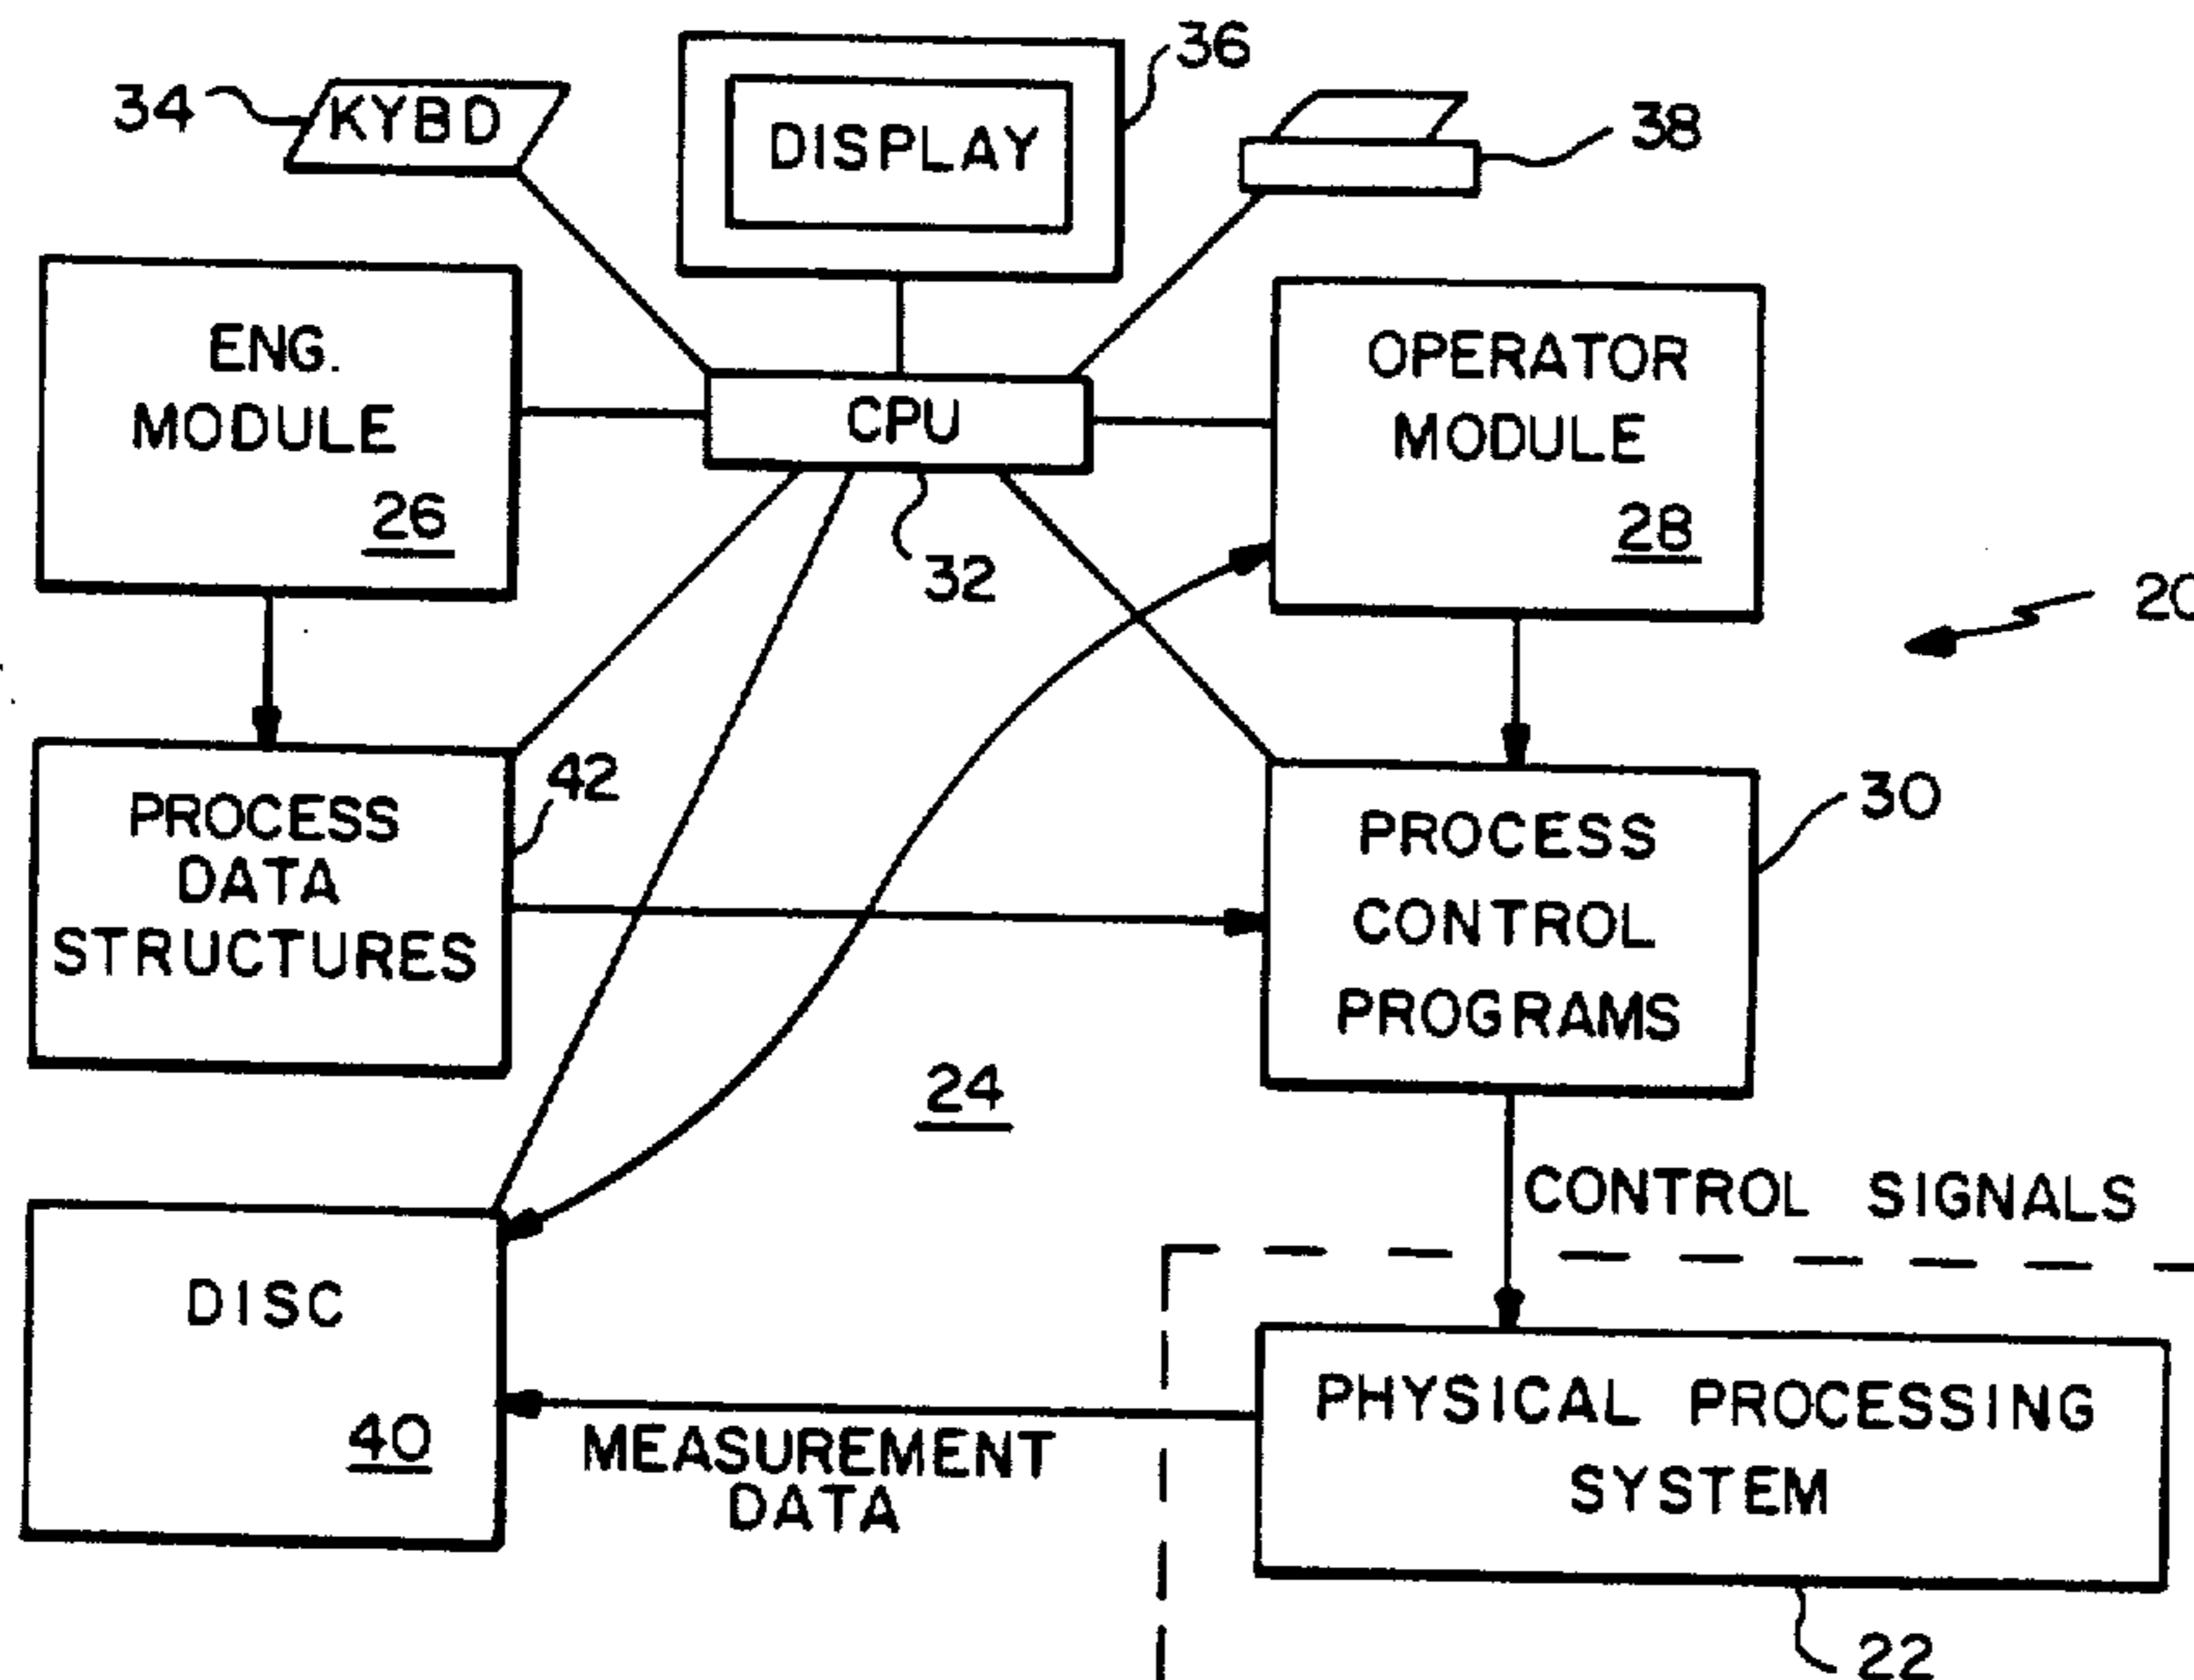 36
34
KYBD
DISPLAY
38
ENG.
MODULE
26
CPU
32
OPERATOR
MODULE
28
20
PROCESS
DATA
STRUCTURES
42
PROCESS
CONTROL
PROGRAMS
30
24
CONTROL SIGNALS
DISC
40
MEASUREMENT
DATA
PHYSICAL PROCESSING
SYSTEM
22